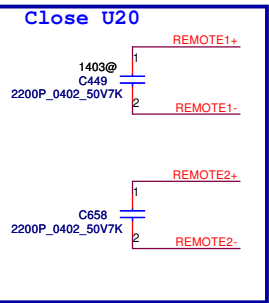 Close U20
REMOTE1+
1
1403@
C449
2200P_0402_50V7K
2
REMOTE1-
REMOTE2+
1
C658
2200P_0402_50V7K
2
REMOTE2-